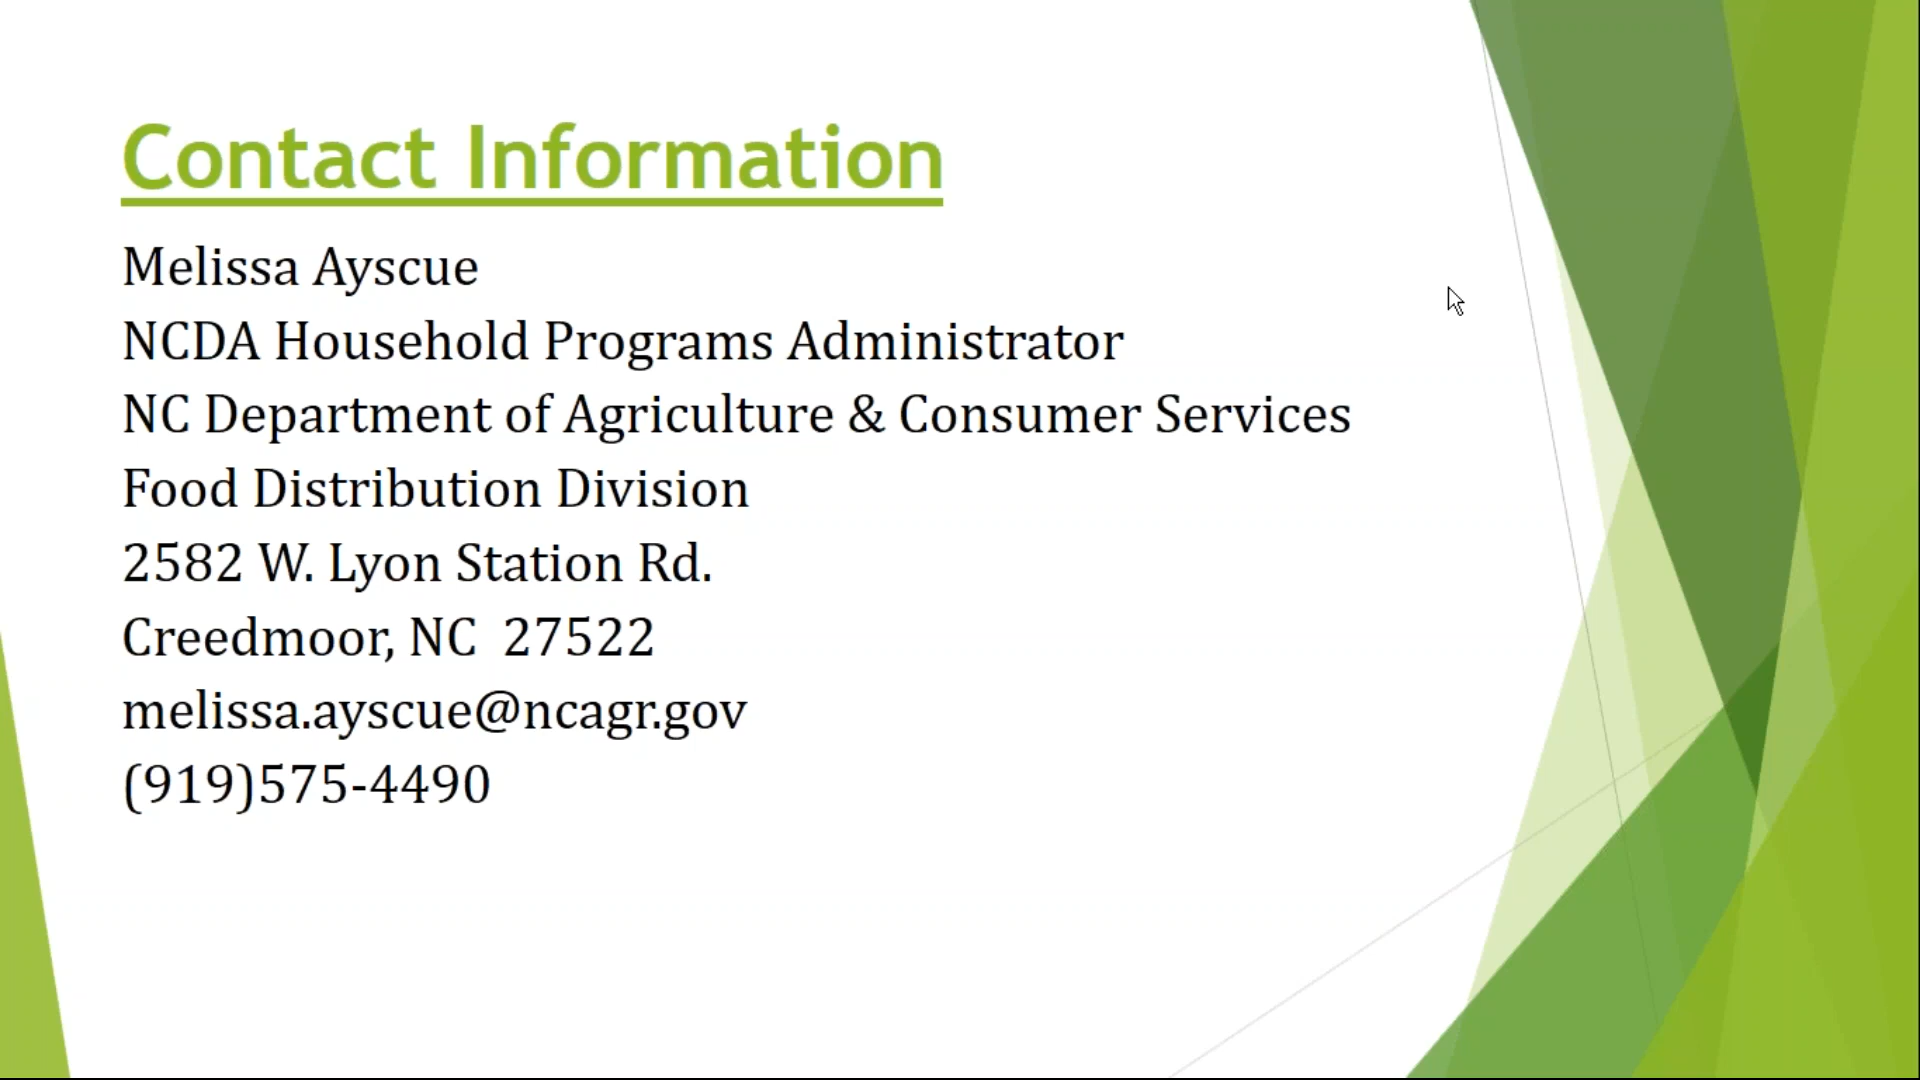 Contact Information
Melissa Ayscue
NCDA Household Programs Administrator
NC Department of Agriculture & Consumer Services
Food Distribution Division
2582 W. Lyon Station Rd.
Creedmoor, NC  27522
melissa.ayscue@ncagr.gov
(919)575-4490